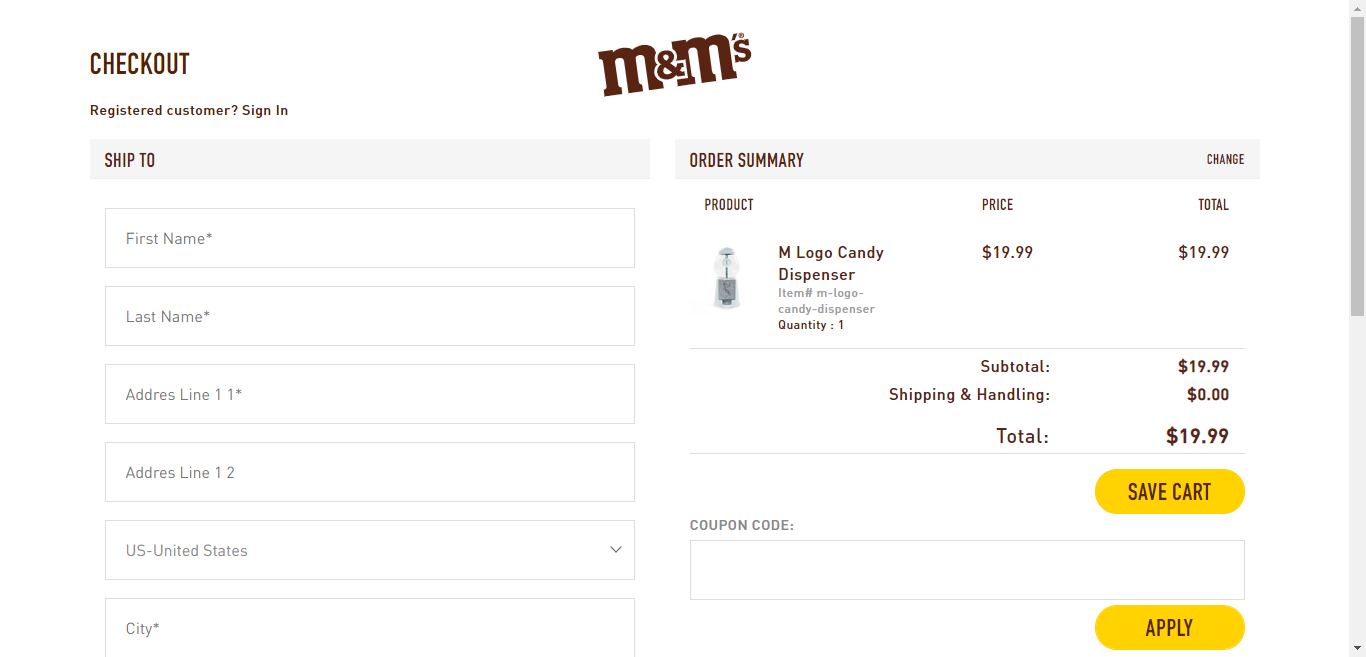 CHECKOUT
m&m's®
Registered customer? Sign In
SHIP TO
First Name*
Last Name*
Addres Line 1 1*
Addres Line 1 2
US-United States
City*
ORDER SUMMARY
CHANGE
PRODUCT PRICE TOTAL
M Logo Candy $19.99 $19.99
Dispenser
Item# m-logo-
candy-dispenser
Quantity : 1
Subtotal: $19.99
Shipping & Handling: $0.00
Total: $19.99
SAVE CART
COUPON CODE:
APPLY